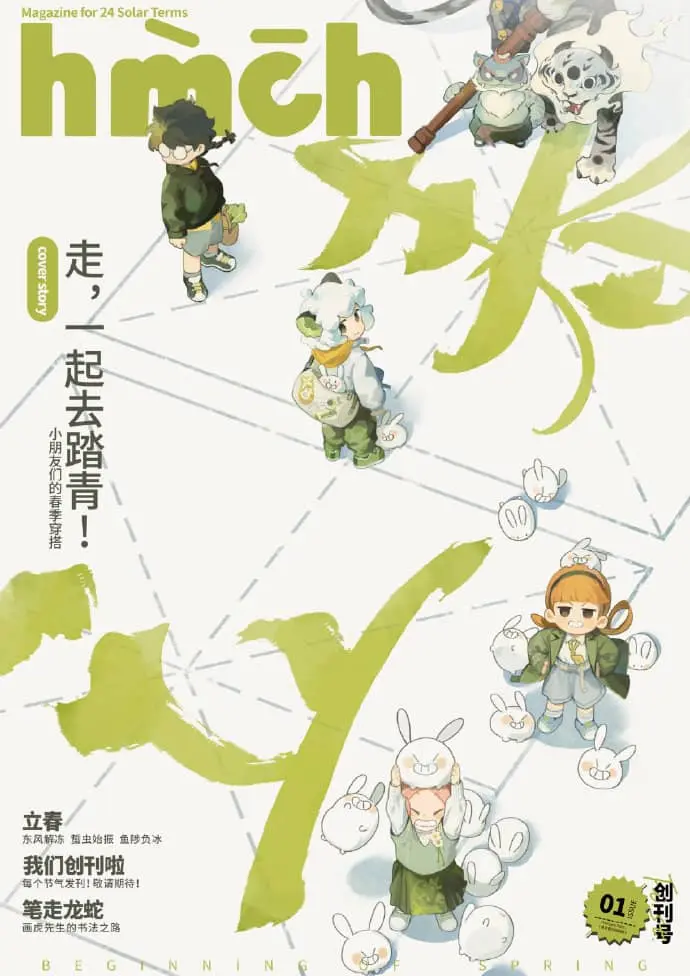 Magazine for 24 Solar Terms
hm̀c̄h
cover story
走，一起去踏青！
小朋友们的春季穿搭
立春
东风解冻 蜇虫始振 鱼陟负冰
我们创刊啦
每个节气发刊！敬请期待！
笔走龙蛇
画虎先生的书法之路
01
ISSUE
创刊号
BEGINNING OF SPRING